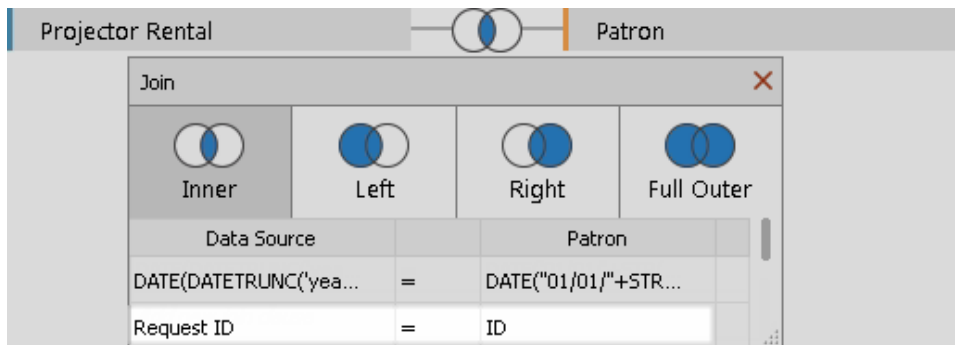 Projector Rental Patron
Join
Inner Left Right Full Outer
Data Source Patron
DATE(DATETRUNC('yea... = DATE("01/01/"+STR...
Request ID = ID